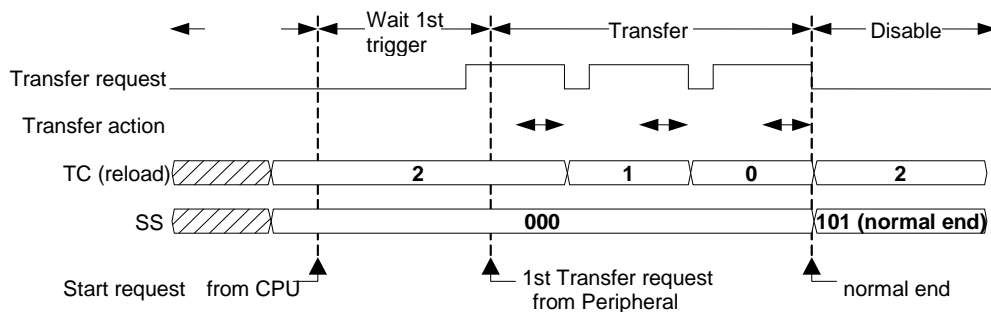 Wait 1st
trigger
Transfer
Disable
Transfer request
Transfer action
TC (reload)
2
1
0
2
SS
000
101 (normal end)
Start request from CPU
1st Transfer request
from Peripheral
normal end